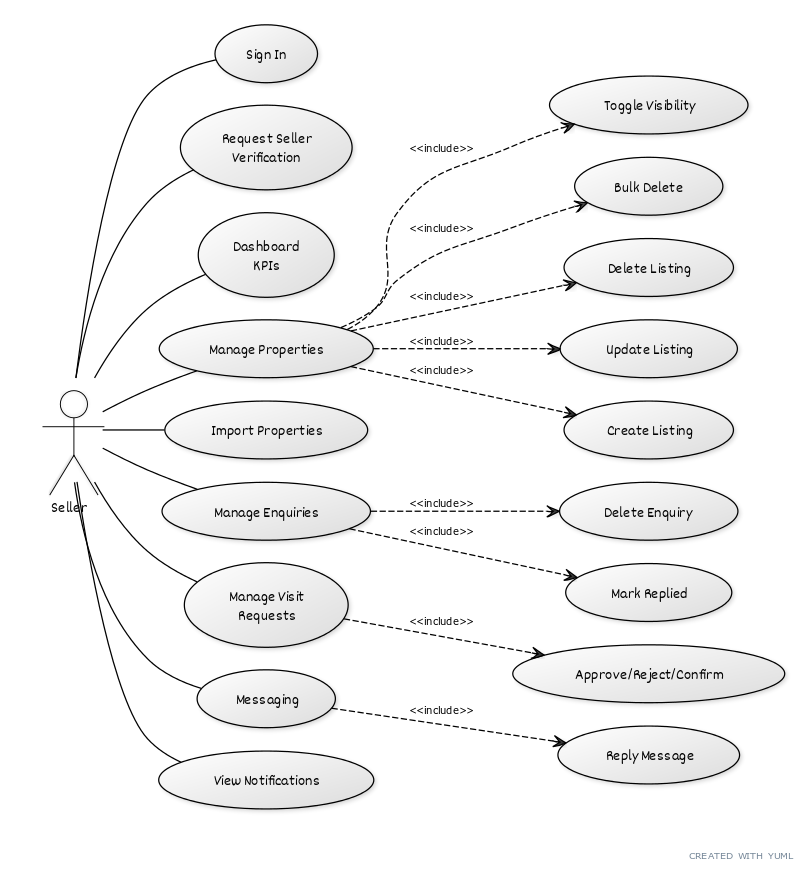 Sign In
Request Seller
Verification
Dashboard
KPIs
Manage Properties
Import Properties
Seller
Manage Enquiries
Manage Visit
Requests
Messaging
View Notifications
<<include>>
<<include>>
<<include>>
<<include>>
<<include>>
<<include>>
<<include>>
<<include>>
<<include>>
Toggle Visibility
Bulk Delete
Delete Listing
Update Listing
Create Listing
Delete Enquiry
Mark Replied
Approve/Reject/Confirm
Reply Message
CREATED WITH YUML